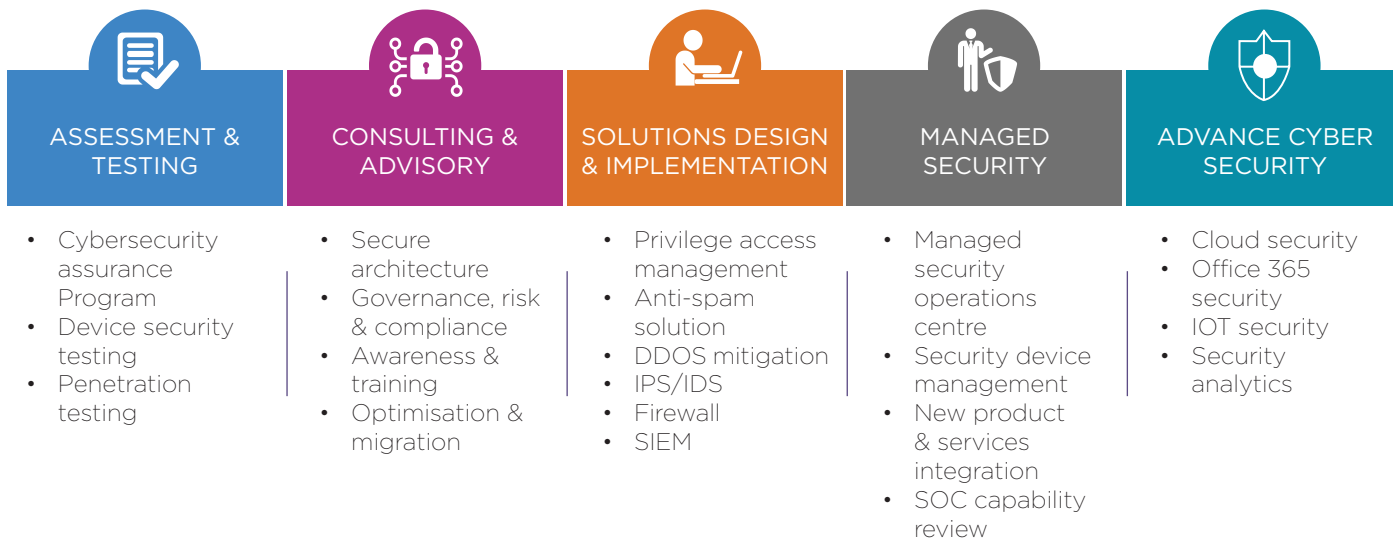 ASSESSMENT &
TESTING
• Cybersecurity
assurance
Program
• Device security
testing
• Penetration
testing
CONSULTING &
ADVISORY
• Secure
architecture
• Governance, risk
& compliance
• Awareness &
training
• Optimisation &
migration
SOLUTIONS DESIGN
& IMPLEMENTATION
• Privilege access
management
• Anti-spam
solution
• DDOS mitigation
• IPS/IDS
• Firewall
• SIEM
MANAGED
SECURITY
• Managed
security
operations
centre
• Security device
management
• New product
& services
integration
• SOC capability
review
ADVANCE CYBER
SECURITY
• Cloud security
• Office 365
security
• IOT security
• Security
analytics